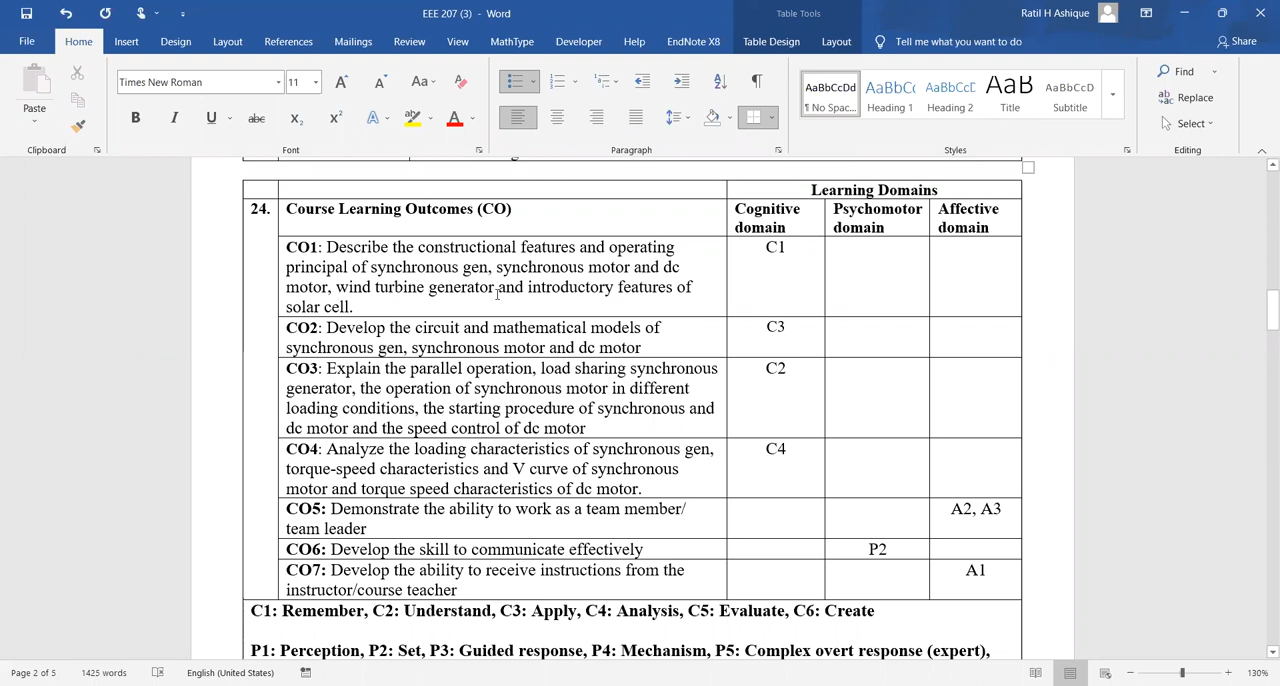 EEE 207 (3) - Word
Table Tools
Ratil H Ashique
File
Home
Insert
Design
Layout
References
Mailings
Review
View
MathType
Developer
Help
EndNote X8
Table Design
Layout
Tell me what you want to do
Share
Paste
Clipboard
Times New Roman
11
Font
Paragraph
AaBbCcDd
¶ No Spac...
AaBbCc
Heading 1
AaBbCcD
Heading 2
AaB
Title
AaBbCcD
Subtitle
Styles
Find
Replace
Select
Editing
Learning Domains
24.
Course Learning Outcomes (CO)
Cognitive
domain
Psychomotor
domain
Affective
domain
CO1: Describe the constructional features and operating
principal of synchronous gen, synchronous motor and dc
motor, wind turbine generator and introductory features of
solar cell.
C1
CO2: Develop the circuit and mathematical models of
synchronous gen, synchronous motor and dc motor
C3
CO3: Explain the parallel operation, load sharing synchronous
generator, the operation of synchronous motor in different
loading conditions, the starting procedure of synchronous and
dc motor and the speed control of dc motor
C2
CO4: Analyze the loading characteristics of synchronous gen,
torque-speed characteristics and V curve of synchronous
motor and torque speed characteristics of dc motor.
C4
CO5: Demonstrate the ability to work as a team member/
team leader
A2, A3
CO6: Develop the skill to communicate effectively
P2
CO7: Develop the ability to receive instructions from the
instructor/course teacher
A1
C1: Remember, C2: Understand, C3: Apply, C4: Analysis, C5: Evaluate, C6: Create
P1: Perception, P2: Set, P3: Guided response, P4: Mechanism, P5: Complex overt response (expert),
Page 2 of 5
1425 words
English (United States)
130%